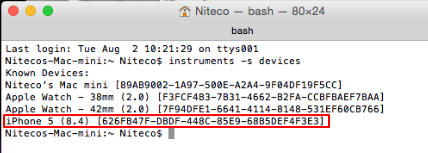 Niteco — bash — 80×24
bash
Last login: Tue Aug  2 10:21:29 on ttys001
Nitecos-Mac-mini:~ Niteco$ instruments -s devices
Known Devices:
Niteco's Mac mini [89AB9002-1A97-500E-A2A4-9F04DF19F5CC]
Apple Watch - 38mm (2.0) [F3FCF4B3-7B31-4662-B2FA-CCBFBAEF7BAA]
Apple Watch - 42mm (2.0) [7F94DFE1-6641-4114-8148-531EF60CB766]
iPhone 5 (8.4) [626FB47F-DBDF-448C-85E9-68B5DEF4F3E3]
Nitecos-Mac-mini:~ Niteco$